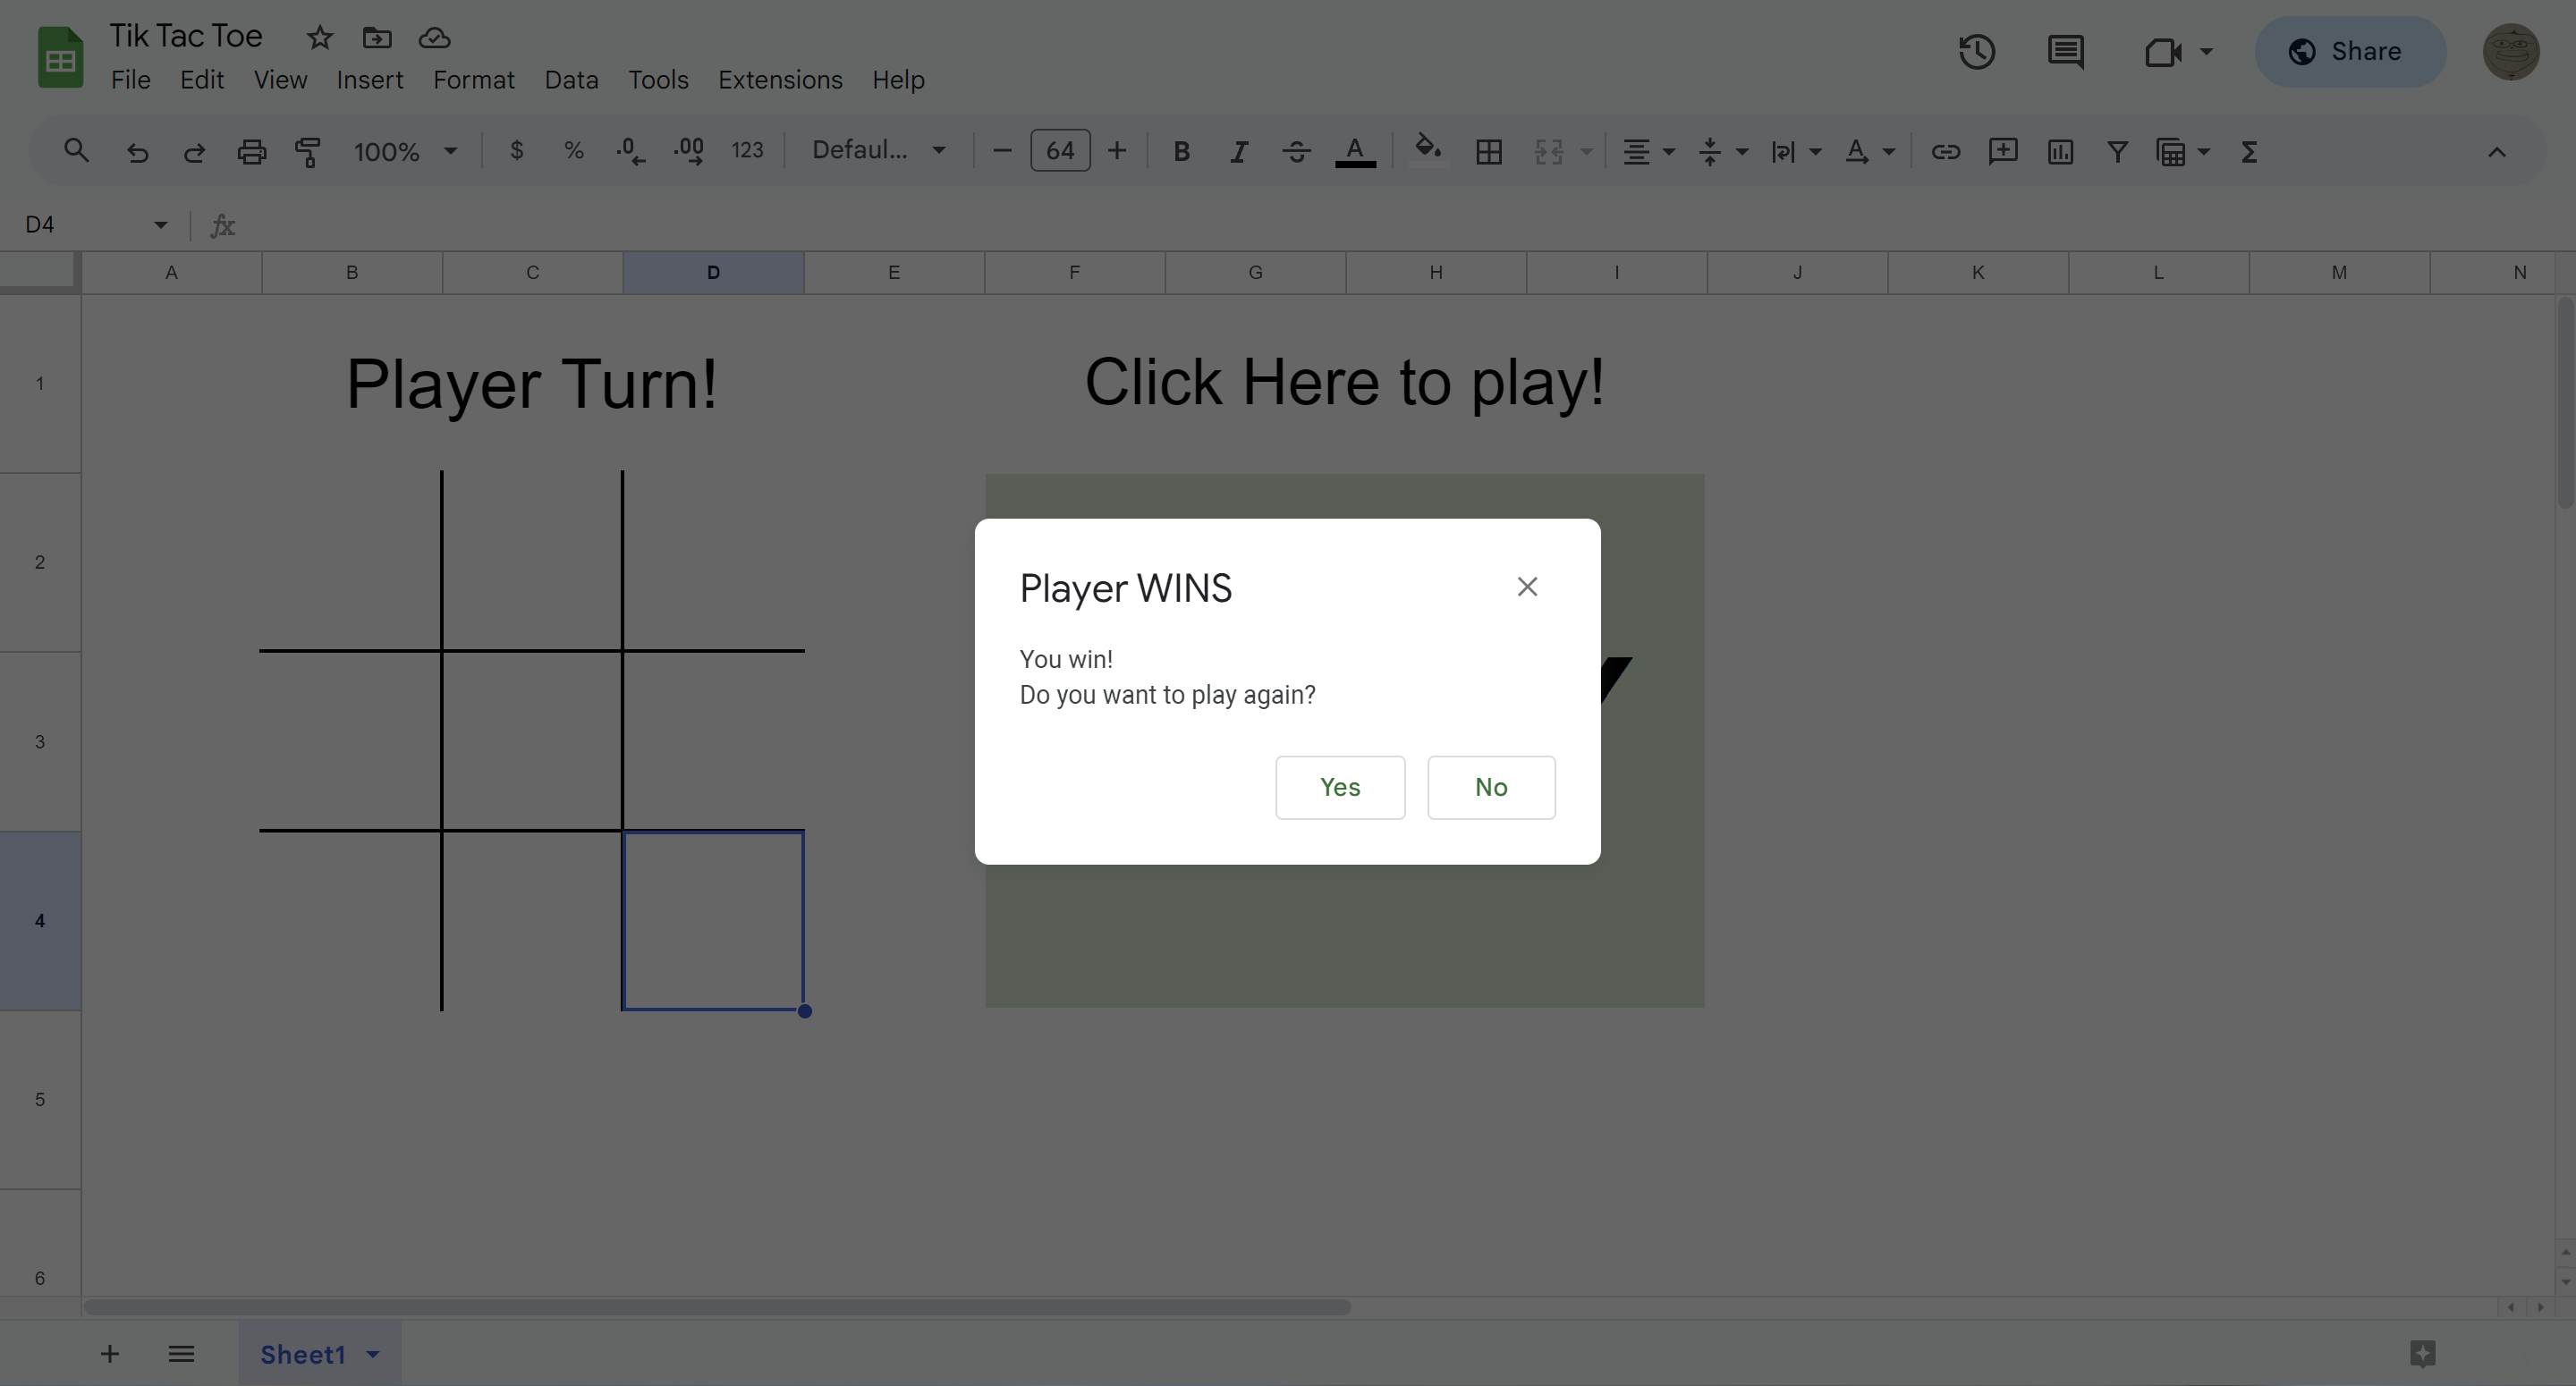 Tik Tac Toe
File Edit View Insert Format Data Tools Extensions Help
Share
100% $ % .0 .00 123 Defaul... 64 B I A A
D4 fx
A B C D E F G H I J K L M N
1
Player Turn! Click Here to play!
2
3
4
5
6
Player WINS
You win!
Do you want to play again?
Yes No
Sheet1